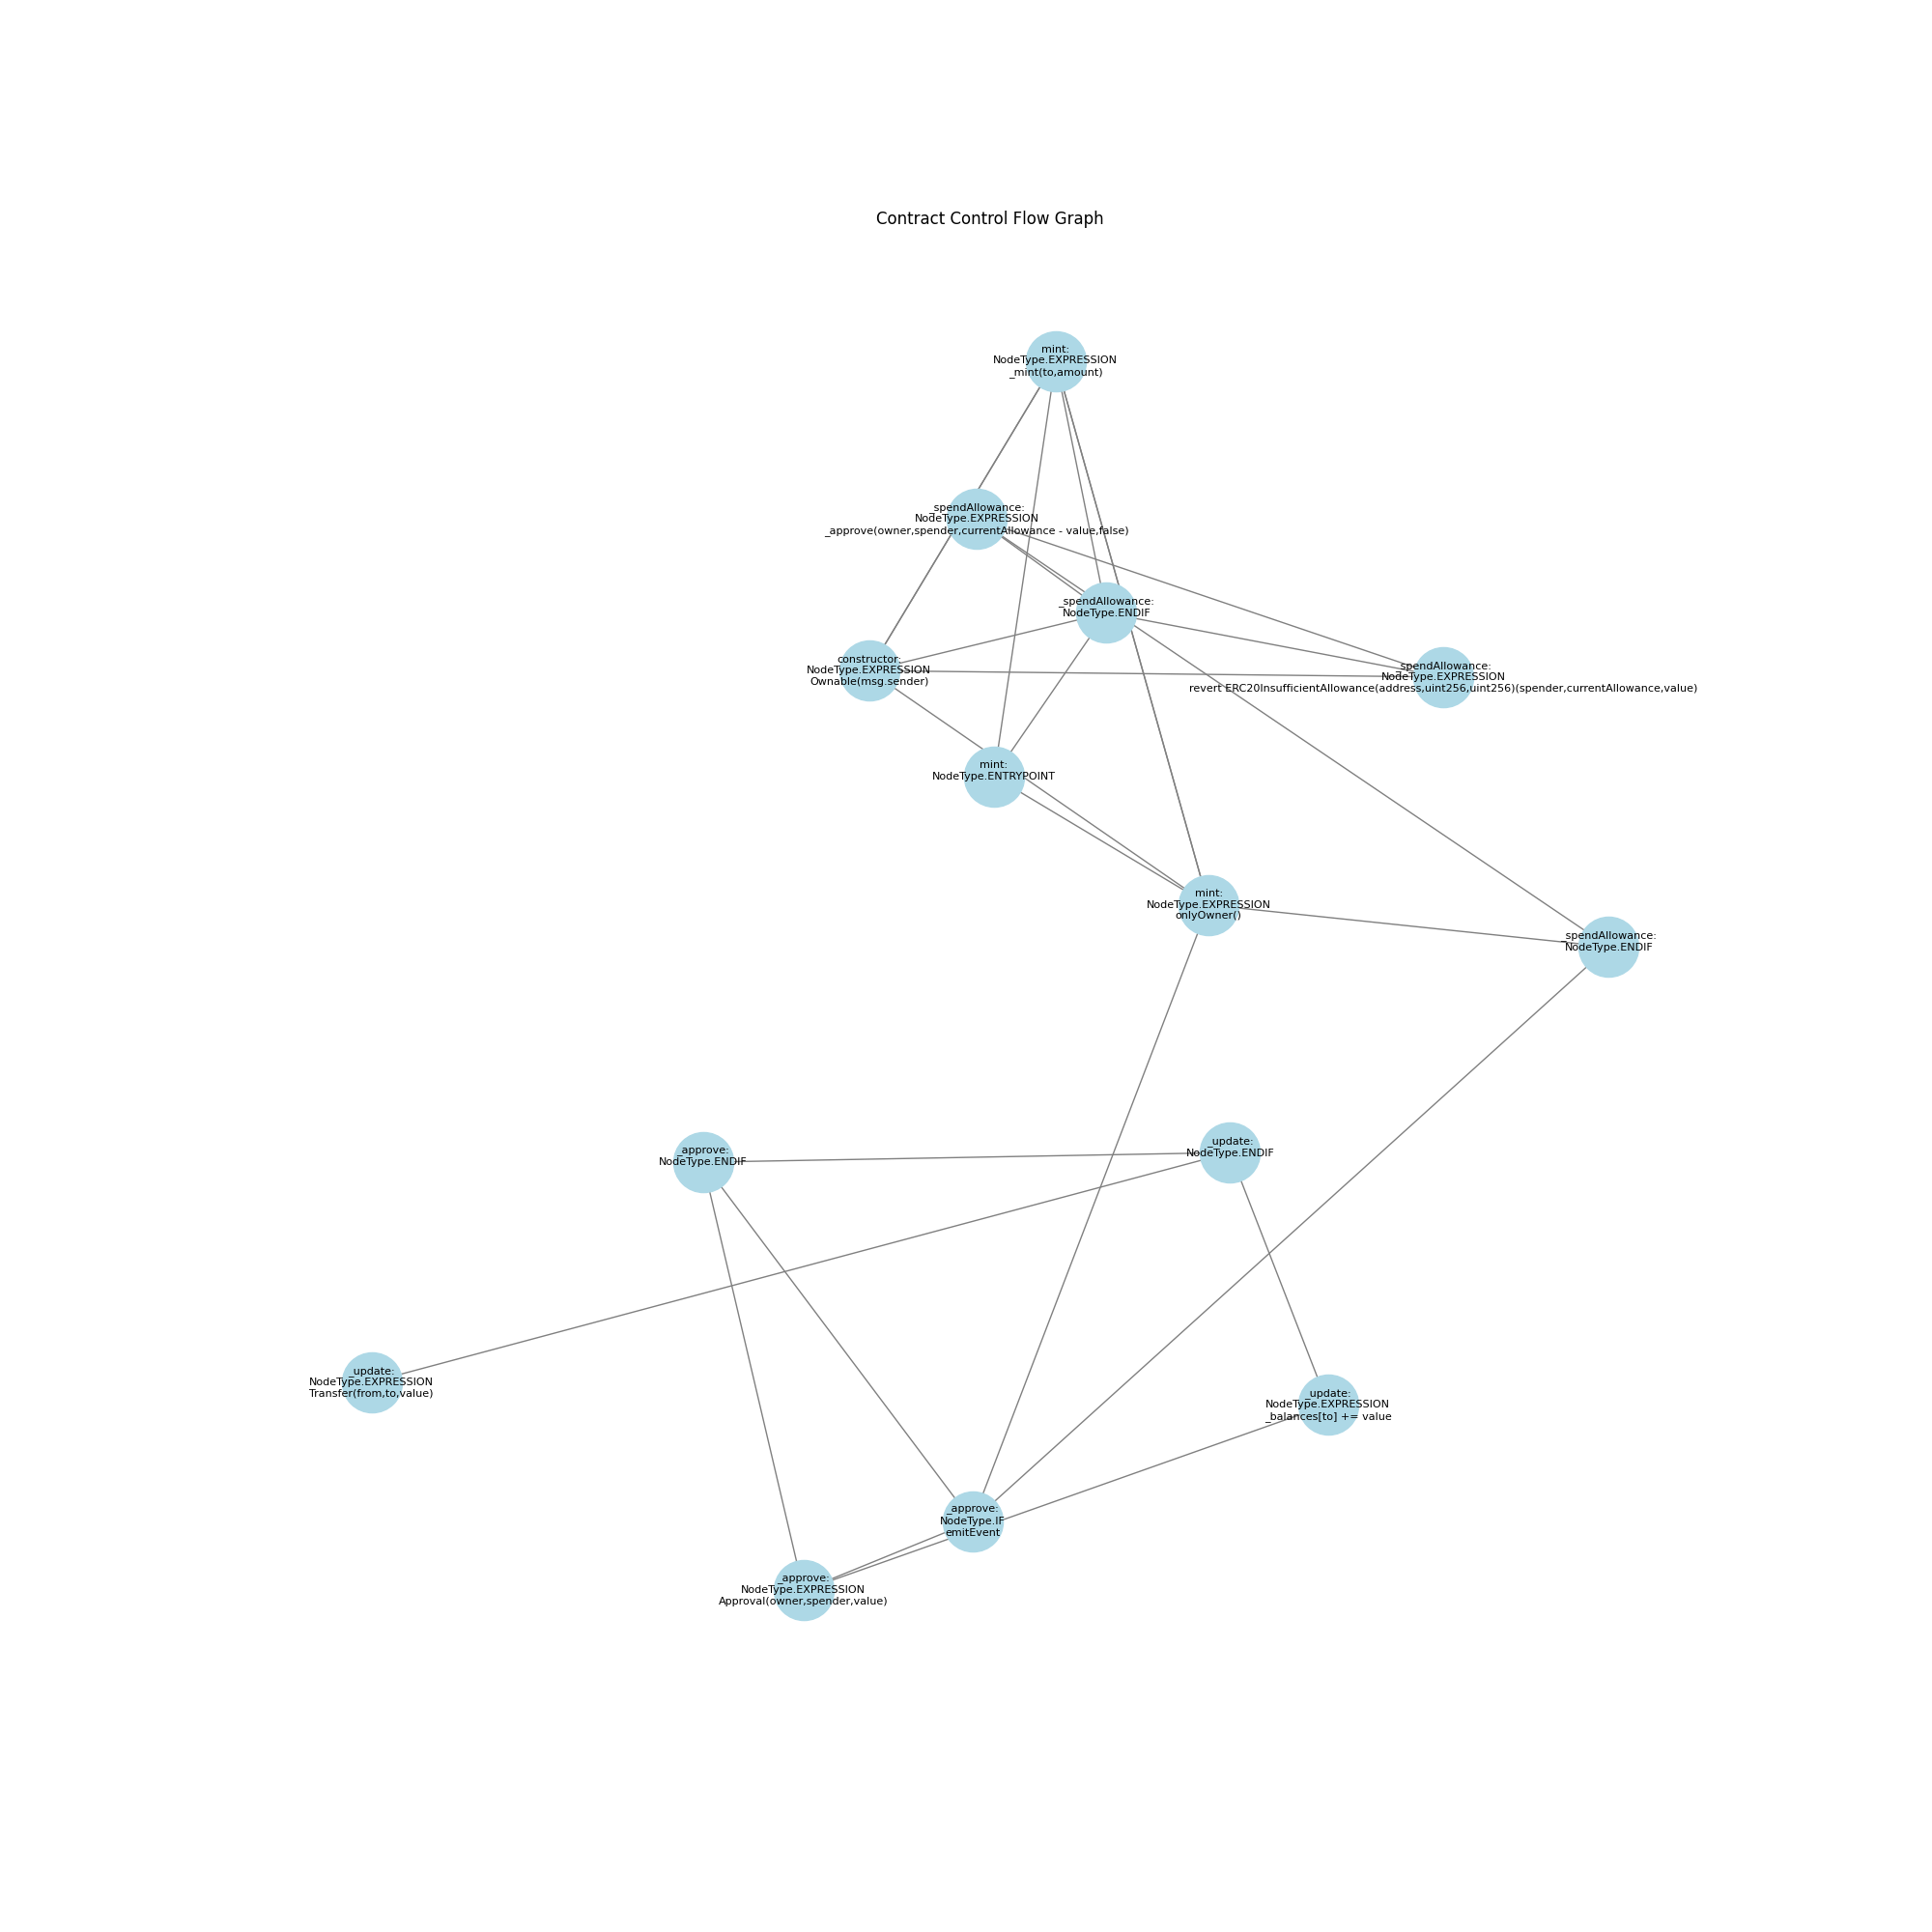 Contract Control Flow Graph
mint:
NodeType.EXPRESSION
_mint(to,amount)
_spendAllowance:
NodeType.EXPRESSION
_approve(owner,spender,currentAllowance - value,false)
_spendAllowance:
NodeType.ENDIF
constructor:
NodeType.EXPRESSION
Ownable(msg.sender)
_spendAllowance:
NodeType.EXPRESSION
revert ERC20InsufficientAllowance(address,uint256,uint256)(spender,currentAllowance,value)
mint:
NodeType.ENTRYPOINT
mint:
NodeType.EXPRESSION
onlyOwner()
_spendAllowance:
NodeType.ENDIF
_approve:
NodeType.ENDIF
_update:
NodeType.ENDIF
_update:
NodeType.EXPRESSION
Transfer(from,to,value)
_update:
NodeType.EXPRESSION
_balances[to] += value
_approve:
NodeType.IF
emitEvent
_approve:
NodeType.EXPRESSION
Approval(owner,spender,value)